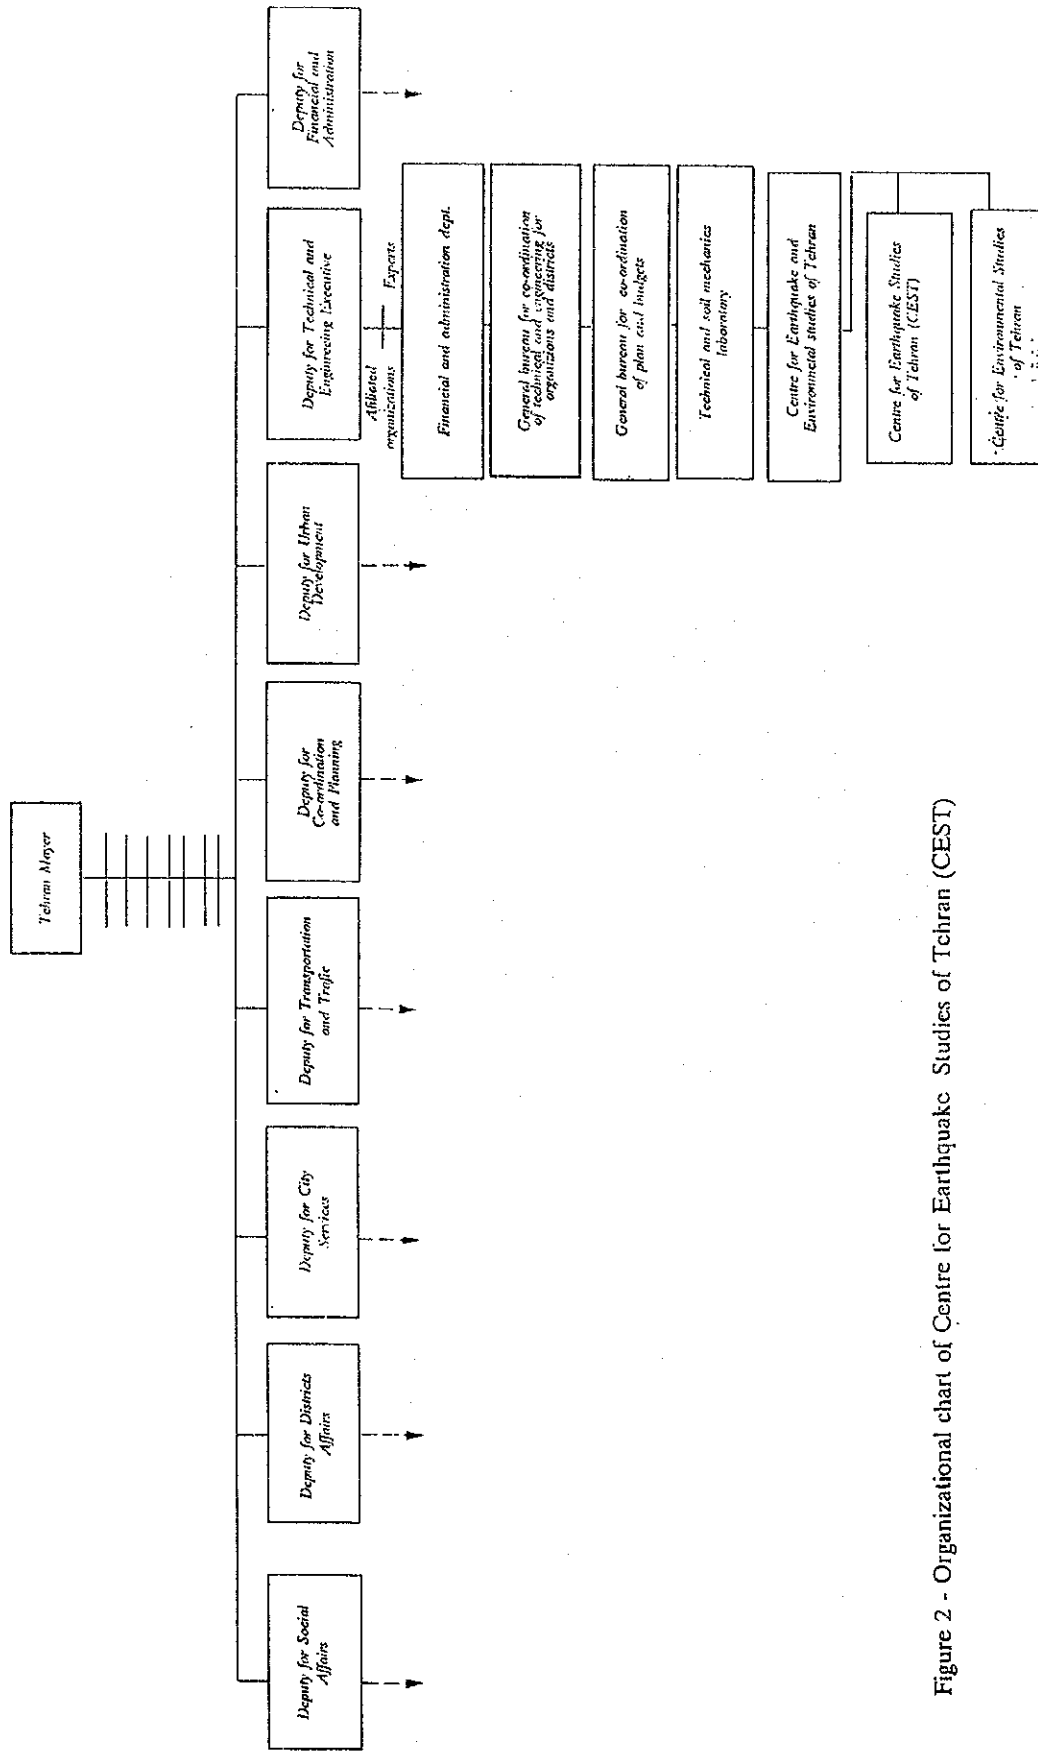 Tehran Mayer
Deputy for Social
Affairs
Deputy for Districts
Affairs
Deputy for City
Services
Deputy for Transportation
and Trafic
Deputy for
Co-ordination
and Planning
Deputy for Urban
Development
Deputy for Technical and
Engineering Executive
Deputy for
Financial and
Administration
Affiliated
organizations
Experts
Financial and administration dept.
General bureau for co-ordination
of technical and engineering for
organizations and districts
General bureau for co-ordination
of plan and budgets
Technical and soil mechanics
laboratory
Centre for Earthquake and
Environmetal studies of Tehran
Centre for Earthquake Studies
of Tehran (CEST)
Centre for Environmental Studies
of Tehran
Figure 2 - Organizational chart of Centre for Earthquake Studies of Tehran (CEST)